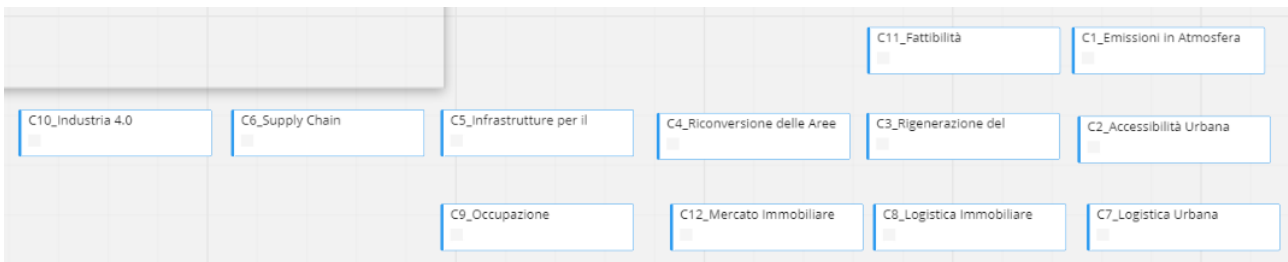 C11_Fattibilità
C1_Emissioni in Atmosfera
C10_Industria 4.0
C6_Supply Chain
C5_Infrastrutture per il
C4_Riconversione delle Aree
C3_Rigenerazione del
C2_Accessibilità Urbana
C9_Occupazione
C12_Mercato Immobiliare
C8_Logistica Immobiliare
C7_Logistica Urbana